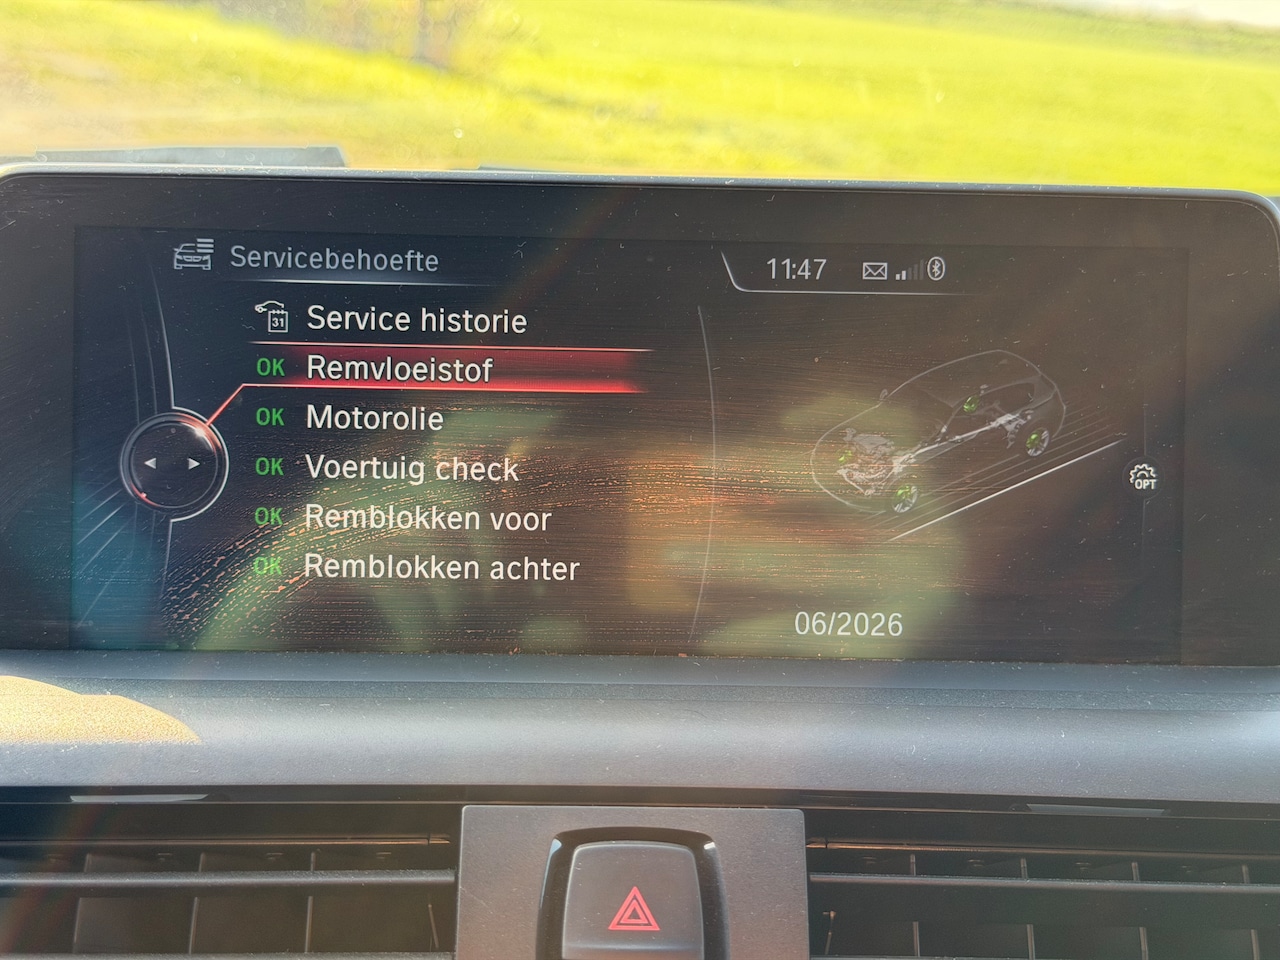 Servicebehoefte
11:47
31 Service historie
OK Remvloeistof
OK Motorolie
OK Voertuig check
OK Remblokken voor
OK Remblokken achter
OPT
06/2026